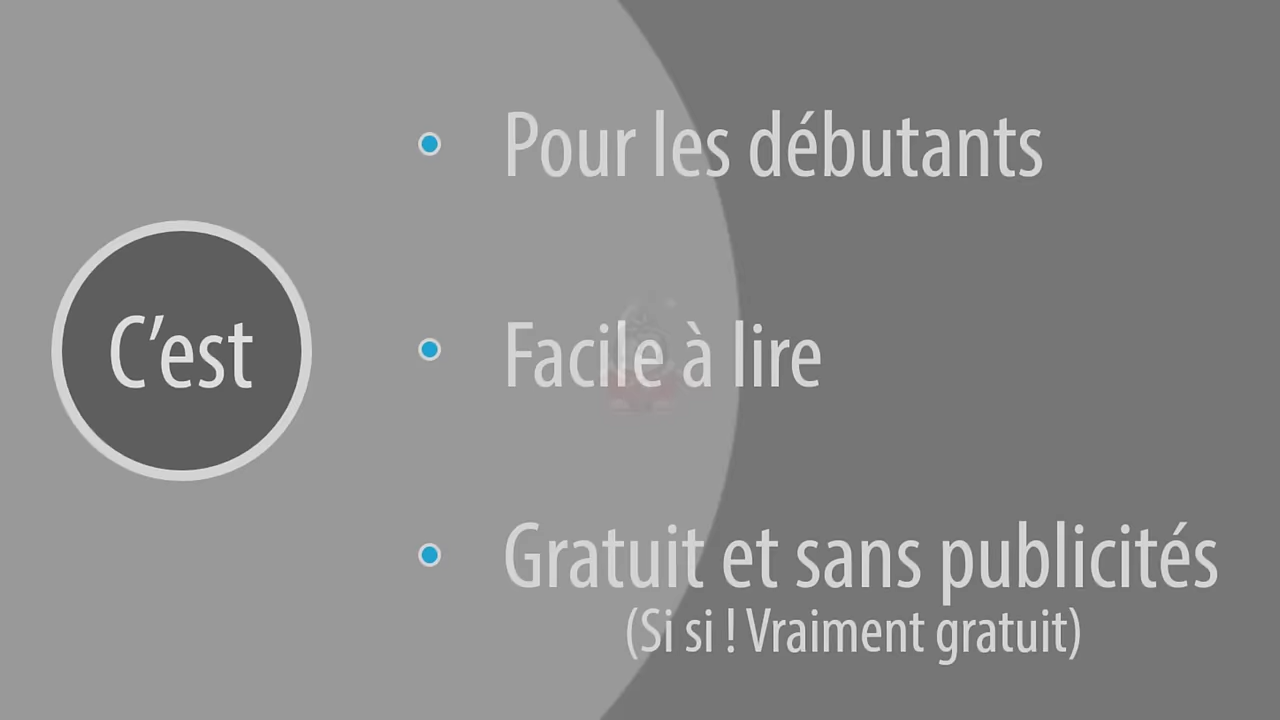 C’est
Pour les débutants
Facile à lire
Gratuit et sans publicités
(Si si ! Vraiment gratuit)